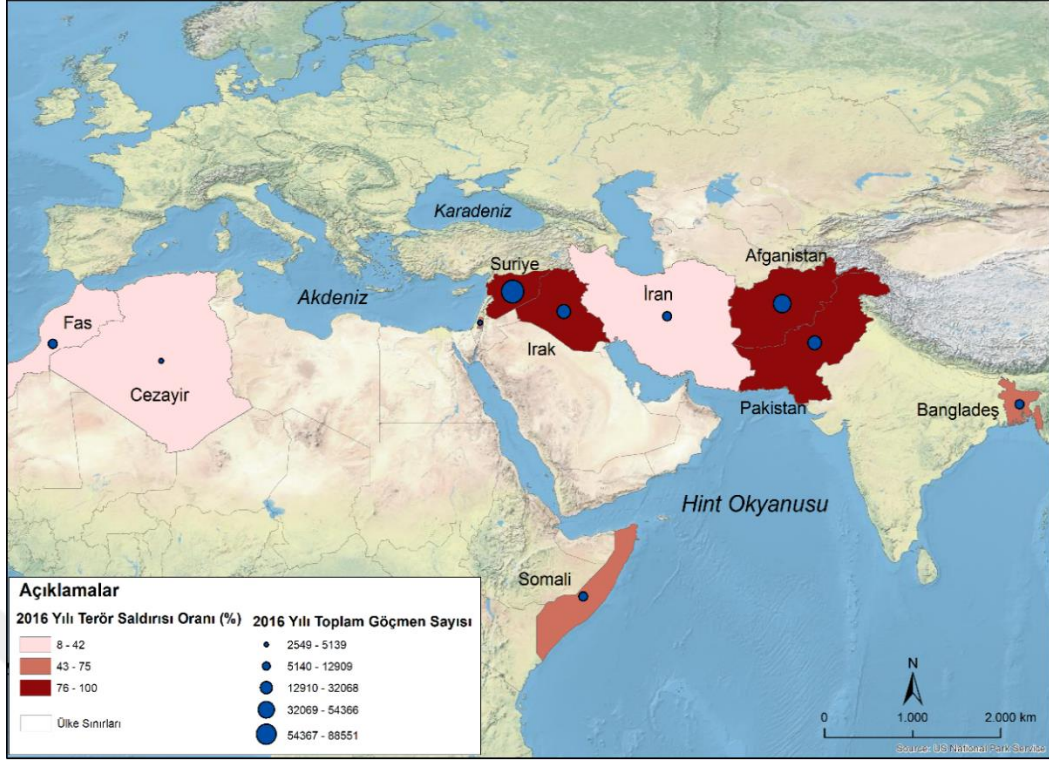 Karadeniz
Afganistan
Suriye
İran
Akdeniz
Fas
Irak
Cezayir
Pakistan
Bangladeş
Hint Okyanusu
Somali
Açıklamalar
2016 Yılı Terör Saldırısı Oranı (%)
8 - 42
43 - 75
76 - 100
Ülke Sınırları
2016 Yılı Toplam Göçmen Sayısı
2549 - 5139
5140 - 12909
12910 - 32068
32069 - 54366
54367 - 88551
N
0 1.000 2.000 km
Source: US National Park Service